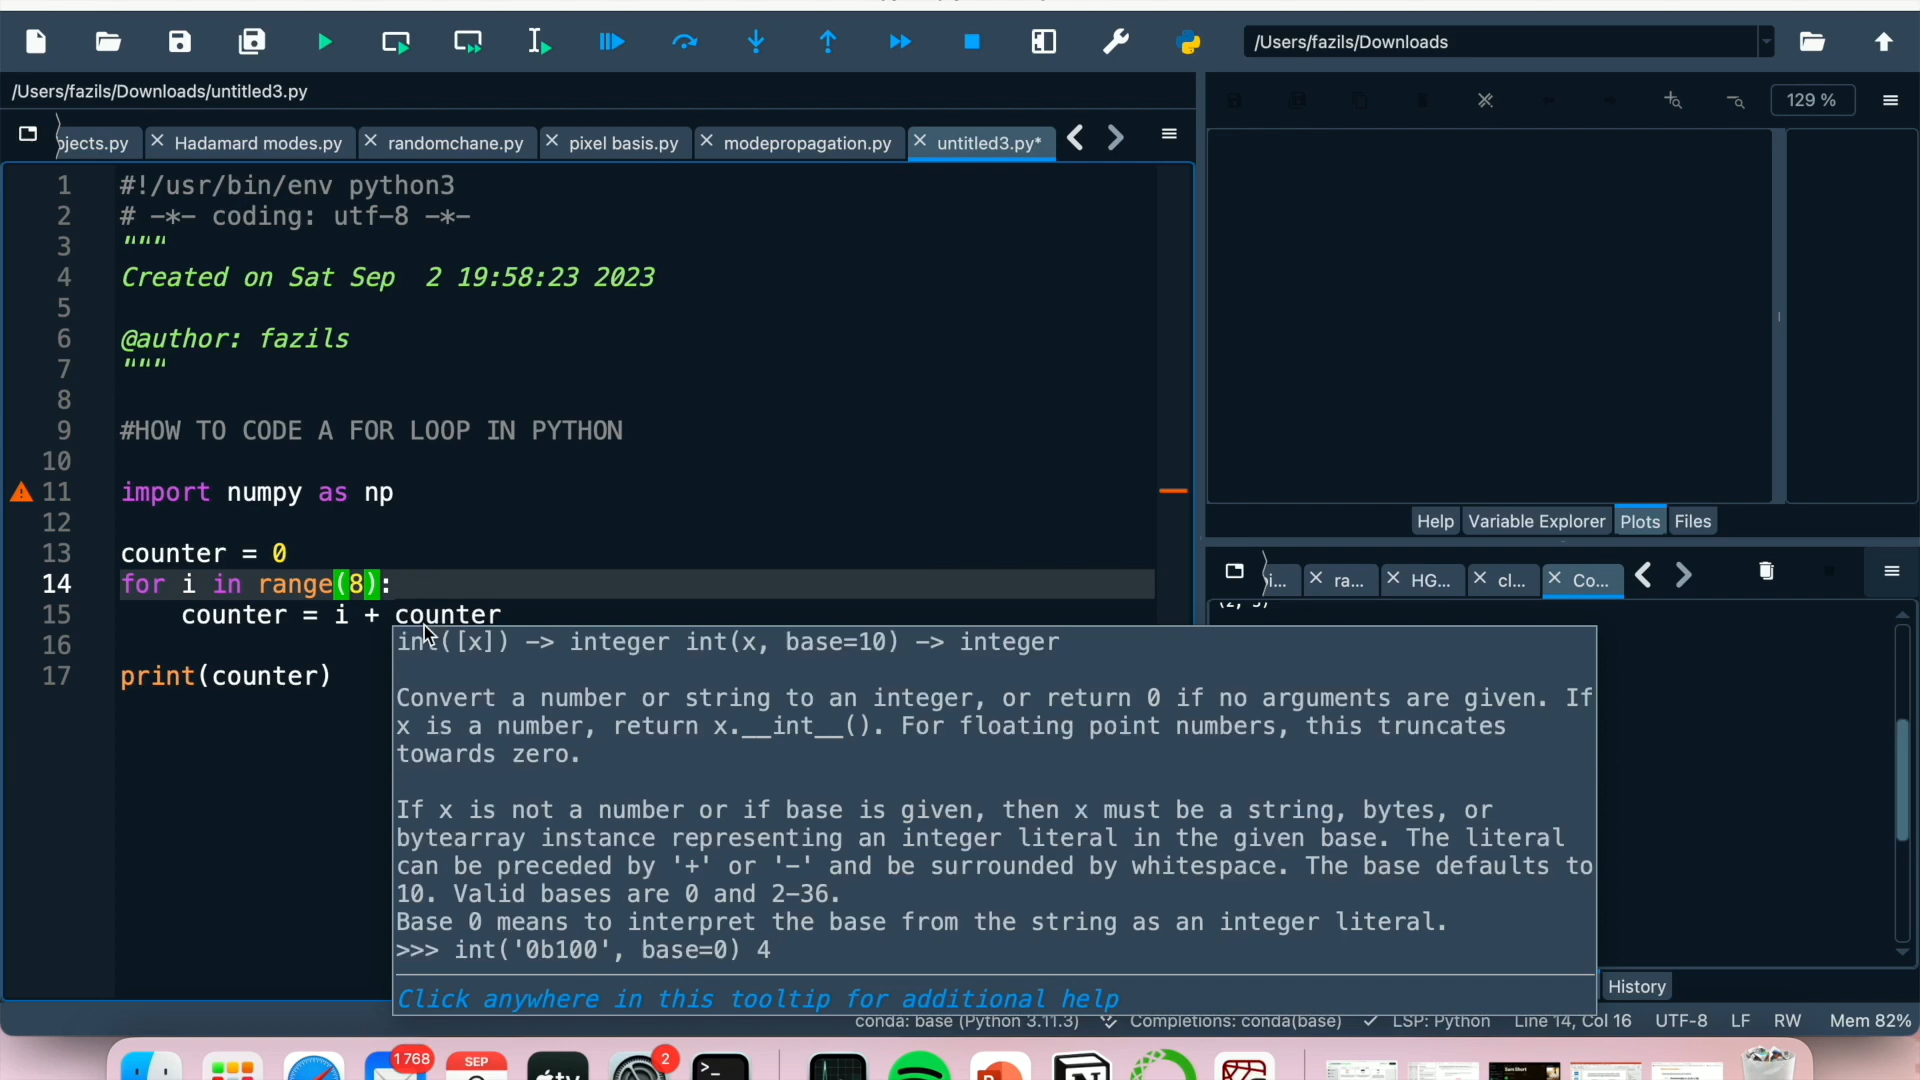 /Users/fazils/Downloads
/Users/fazils/Downloads/untitled3.py
129 %
ojects.py
Hadamard modes.py
randomchane.py
pixel basis.py
modepropagation.py
untitled3.py*
1 #!/usr/bin/env python3
2 # -*- coding: utf-8 -*-
3 """
4 Created on Sat Sep  2 19:58:23 2023
5
6 @author: fazils
7 """
8
9 #HOW TO CODE A FOR LOOP IN PYTHON
10
11 import numpy as np
12
13 counter = 0
14 for i in range(8):
15     counter = i + counter
16
17 print(counter)
int([x]) -> integer int(x, base=10) -> integer
Convert a number or string to an integer, or return 0 if no arguments are given. If
x is a number, return x.__int__(). For floating point numbers, this truncates
towards zero.
If x is not a number or if base is given, then x must be a string, bytes, or
bytearray instance representing an integer literal in the given base. The literal
can be preceded by '+' or '-' and be surrounded by whitespace. The base defaults to
10. Valid bases are 0 and 2-36.
Base 0 means to interpret the base from the string as an integer literal.
>>> int('0b100', base=0) 4
Click anywhere in this tooltip for additional help
Help
Variable Explorer
Plots
Files
i...
ra...
HG...
cl...
Co...
History
conda: base (Python 3.11.3)
Completions: conda(base)
LSP: Python
Line 14, Col 16
UTF-8
LF
RW
Mem 82%
1768
SEP
2
>_